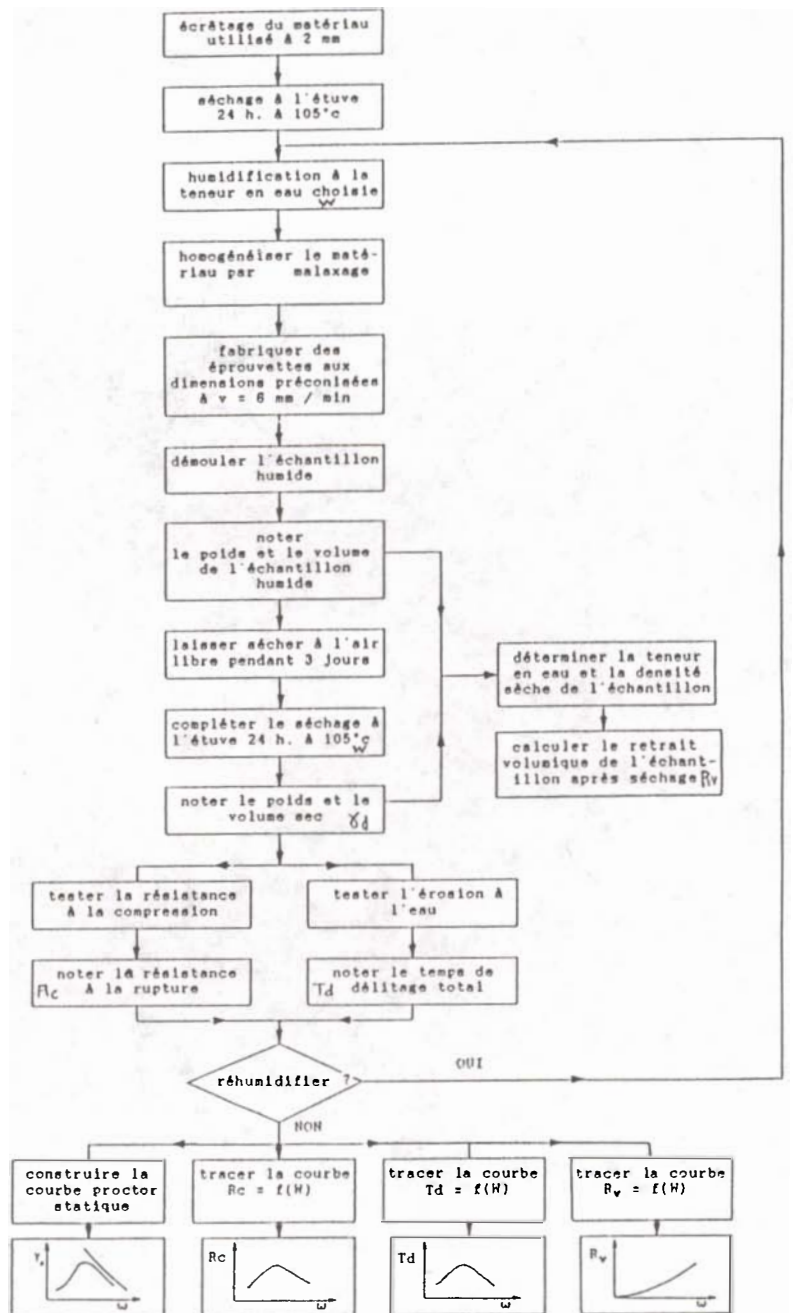 écrêtage du matériau
utilisé à 2 mm
séchage à l'étuve
24 h. à 105°c
humidification à la
teneur en eau choisie
W
homogénéiser le maté-
riau par malaxage
fabriquer des
éprouvettes aux
dimensions préconisées
à v = 6 mm / min
démouler l'échantillon
humide
noter
le poids et le volume
de l'échantillon
humide
laisser sécher à l'air
libre pendant 3 jours
compléter le séchage à
l'étuve 24 h. à 105°c
W
noter le poids et le
volume sec γd
déterminer la teneur
en eau et la densité
sèche de l'échantillon
calculer le retrait
volumique de l'échant-
illon après séchage Rv
tester la résistance
à la compression
tester l'érosion à
l'eau
noter la résistance
Rc à la rupture
noter le temps de
Td délitage total
réhumidifier ?
OUI
NON
construire la
courbe proctor
statique
tracer la courbe
Rc = f(W)
tracer la courbe
Td = f(W)
tracer la courbe
Rv = f(W)
ω
Rc
ω
Td
ω
Rv
ω